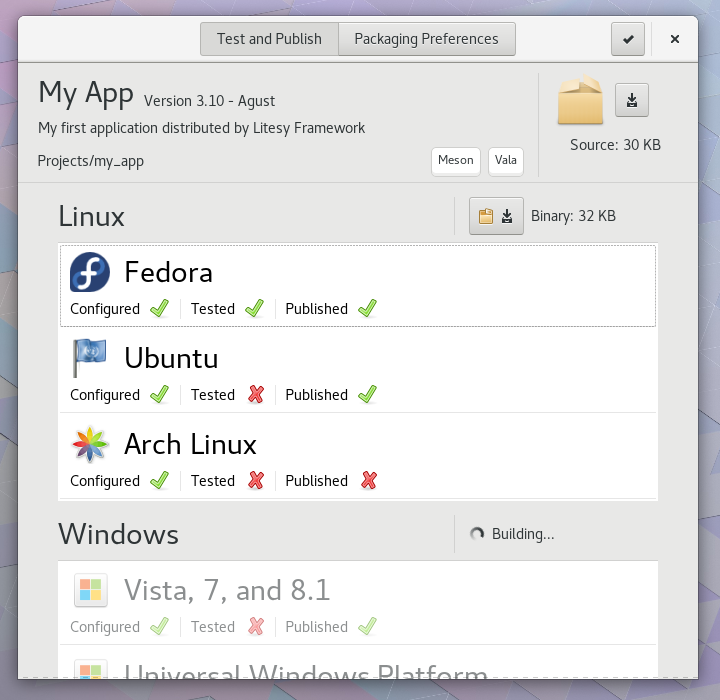 Test and Publish Packaging Preferences
My App Version 3.10 - Agust
My first application distributed by Litesy Framework
Projects/my_app Meson Vala
Source: 30 KB
Linux Binary: 32 KB
Fedora
Configured Tested Published
Ubuntu
Configured Tested Published
Arch Linux
Configured Tested Published
Windows Building...
Vista, 7, and 8.1
Configured Tested Published
Universal Windows Platform